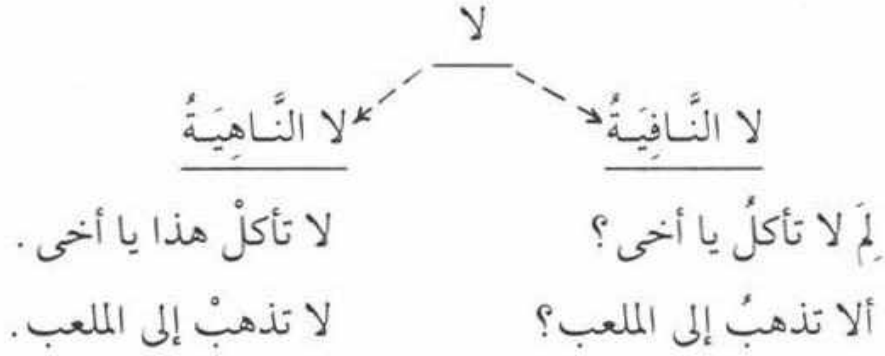 لا
لا النَّافِيَةُ لا النَّاهِيَةُ
لِمَ لا تأكلُ يا أخى ؟ لا تأكلْ هذا يا أخى .
ألا تذهبُ إلى الملعب؟ لا تذهبْ إلى الملعب .